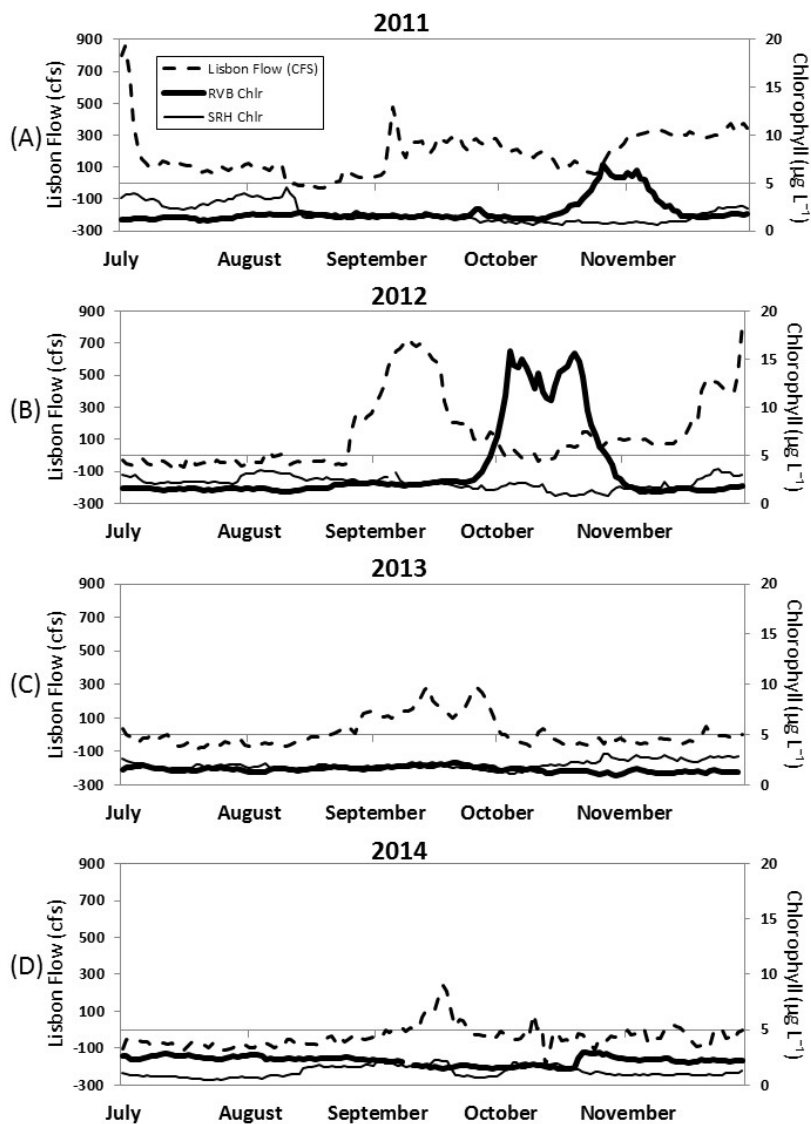 2011
(A)
Lisbon Flow (cfs)
900
700
500
300
100
-100
-300
Lisbon Flow (CFS)
RVB Chlr
SRH Chlr
20
15
10
5
0
Chlorophyll (µg L⁻¹)
July August September October November
2012
(B)
Lisbon Flow (cfs)
900
700
500
300
100
-100
-300
20
15
10
5
0
Chlorophyll (µg L⁻¹)
July August September October November
2013
(C)
Lisbon Flow (cfs)
900
700
500
300
100
-100
-300
20
15
10
5
0
Chlorophyll (µg L⁻¹)
July August September October November
2014
(D)
Lisbon Flow (cfs)
900
700
500
300
100
-100
-300
20
15
10
5
0
Chlorophyll (µg L⁻¹)
July August September October November